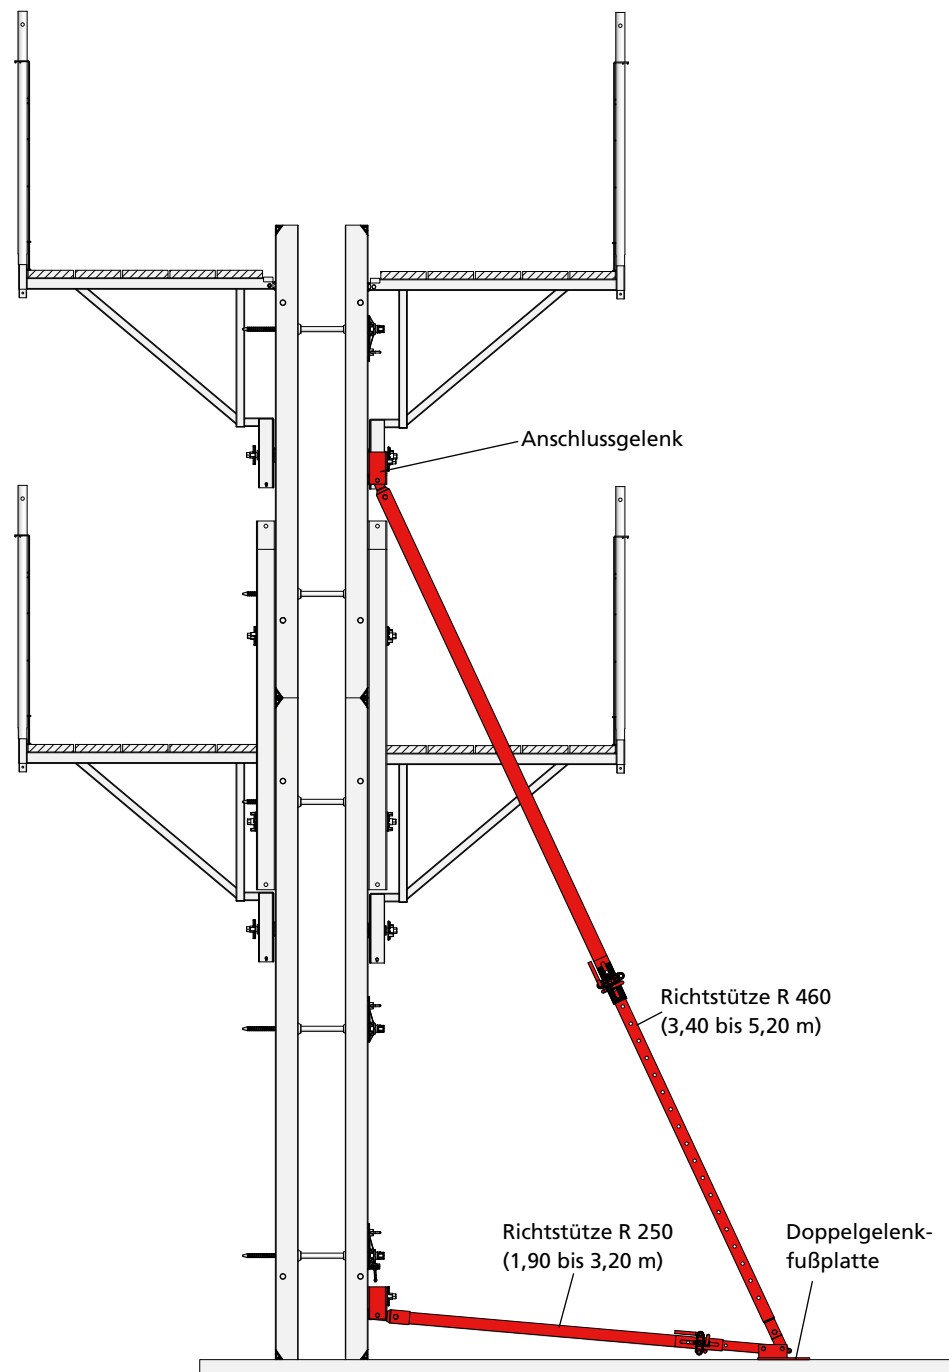 Anschlussgelenk
Richtstütze R 460
(3,40 bis 5,20 m)
Richtstütze R 250
(1,90 bis 3,20 m)
Doppelgelenk-
fußplatte